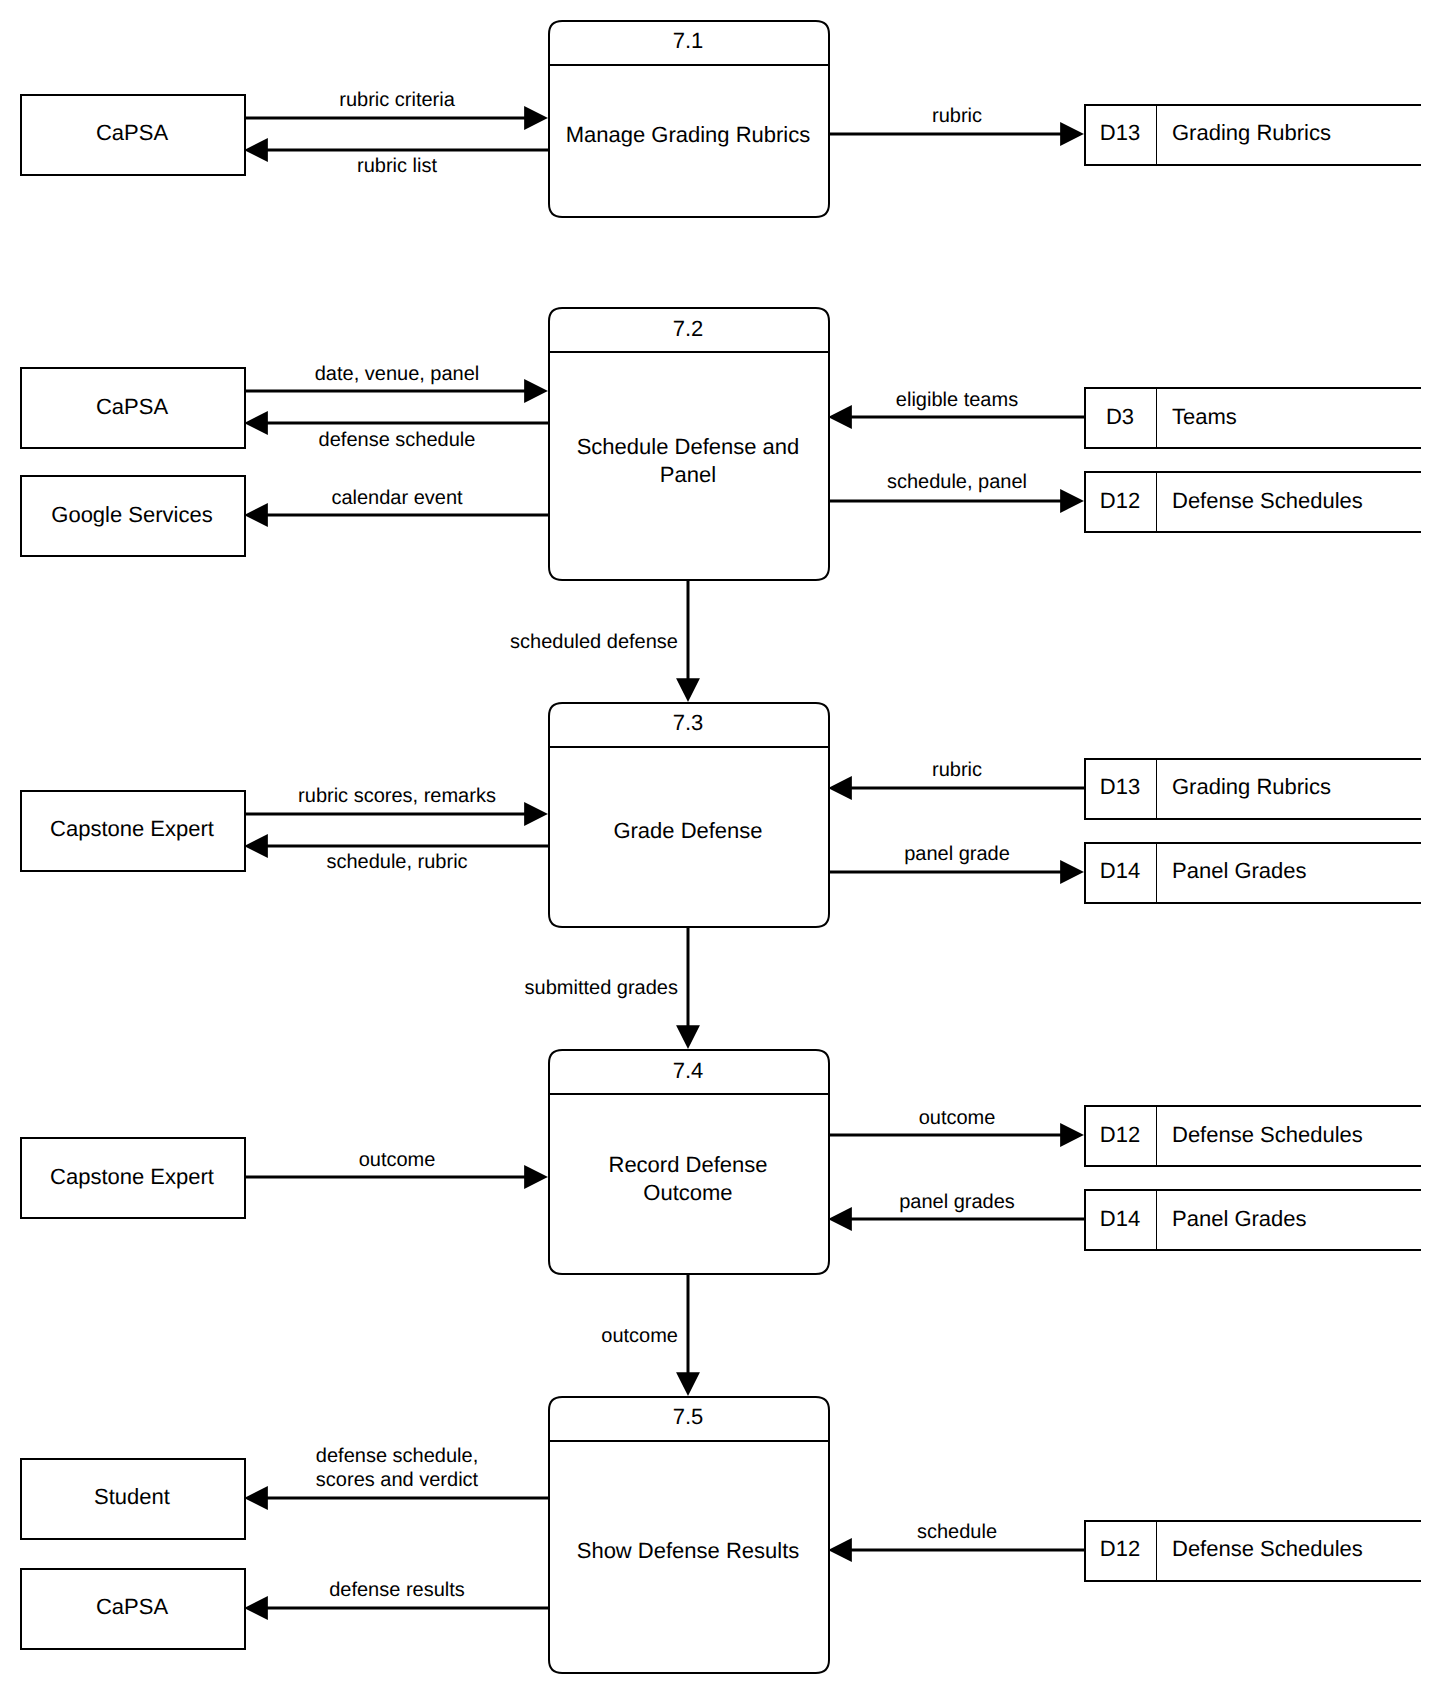 7.1
rubric criteria
CaPSA
Manage Grading Rubrics
rubric list
rubric
D13
Grading Rubrics
7.2
date, venue, panel
CaPSA
defense schedule
Google Services
calendar event
Schedule Defense and
Panel
eligible teams
D3
Teams
schedule, panel
D12
Defense Schedules
scheduled defense
7.3
rubric scores, remarks
Capstone Expert
schedule, rubric
Grade Defense
rubric
D13
Grading Rubrics
panel grade
D14
Panel Grades
submitted grades
7.4
outcome
Capstone Expert
Record Defense
Outcome
outcome
D12
Defense Schedules
panel grades
D14
Panel Grades
outcome
7.5
defense schedule,
scores and verdict
Student
Show Defense Results
defense results
CaPSA
schedule
D12
Defense Schedules